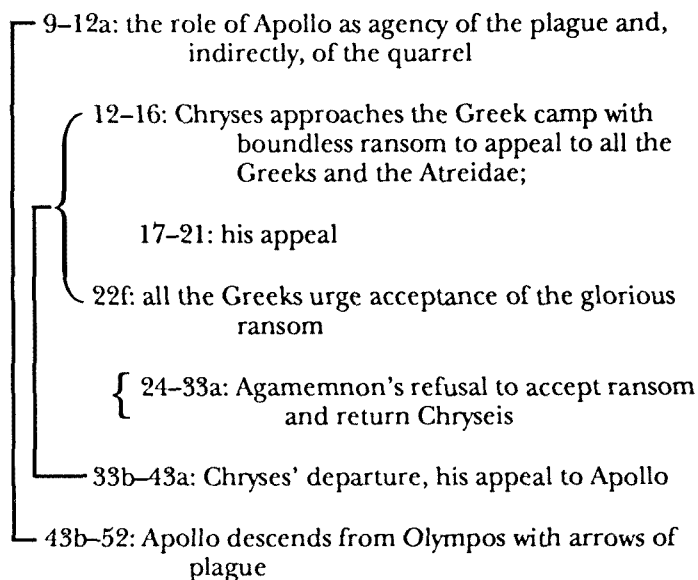 9–12a: the role of Apollo as agency of the plague and,
indirectly, of the quarrel
12–16: Chryses approaches the Greek camp with
boundless ransom to appeal to all the
Greeks and the Atreidae;
17–21: his appeal
22f: all the Greeks urge acceptance of the glorious
ransom
24–33a: Agamemnon's refusal to accept ransom
and return Chryseis
33b–43a: Chryses' departure, his appeal to Apollo
43b–52: Apollo descends from Olympos with arrows of
plague